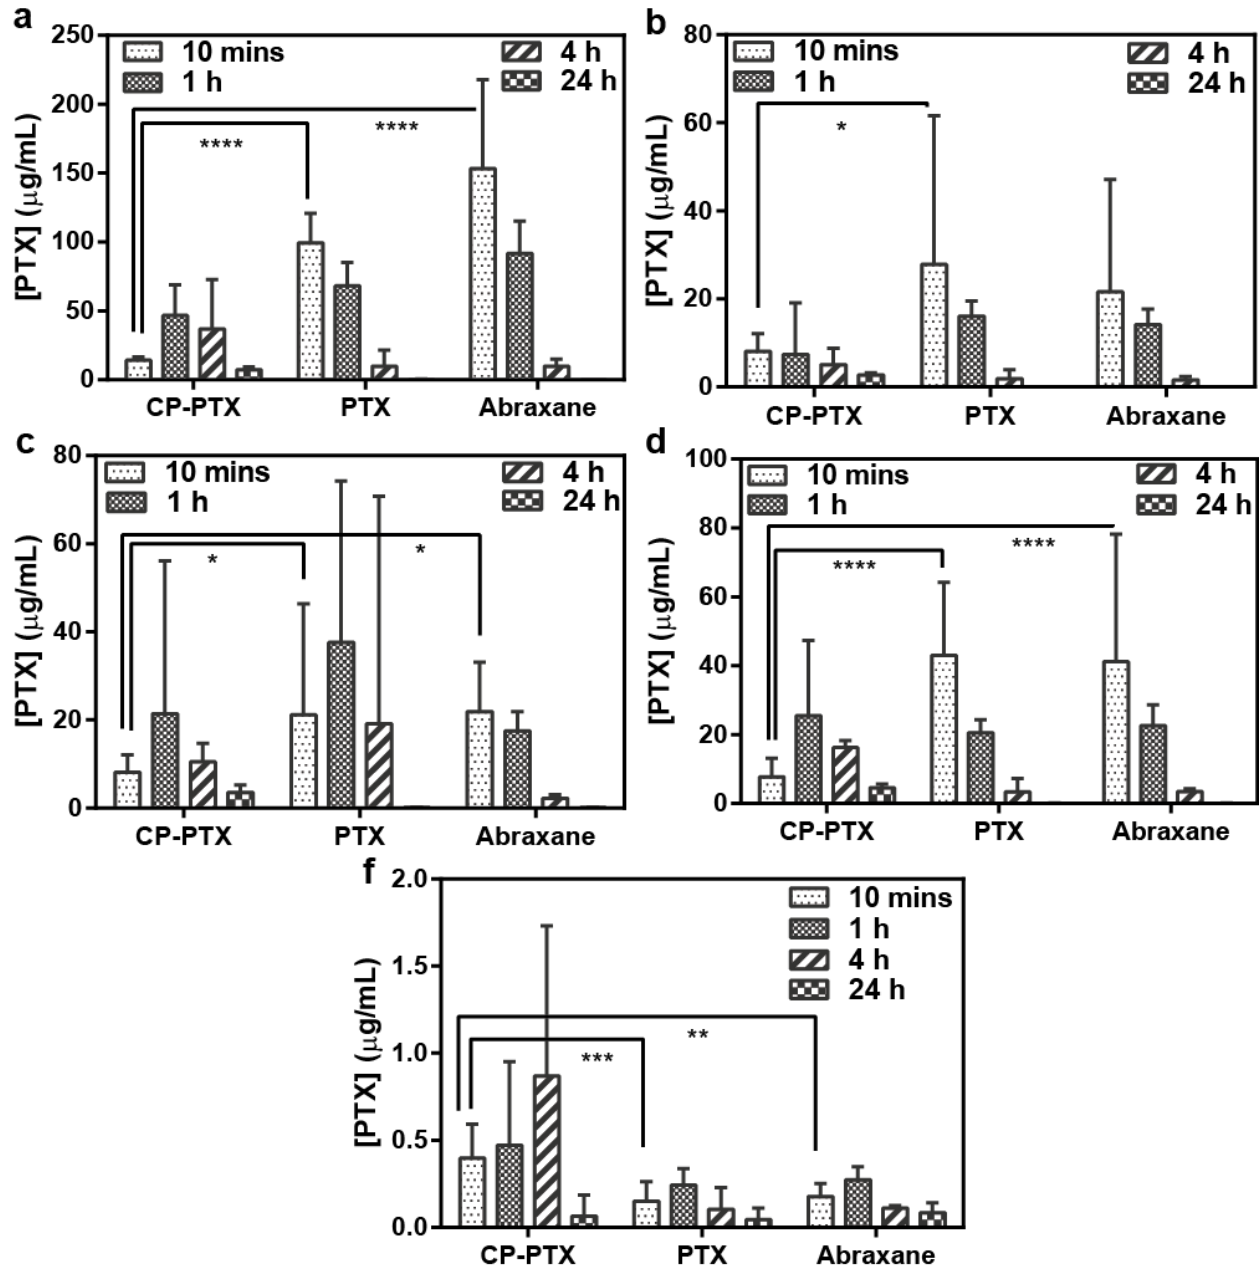 a
250
200
150
100
50
0
[PTX] (μg/mL)
10 mins
1 h
4 h
24 h
****
****
CP-PTX PTX Abraxane
b
80
60
40
20
0
[PTX] (μg/mL)
10 mins
1 h
4 h
24 h
*
CP-PTX PTX Abraxane
c
80
60
40
20
0
[PTX] (μg/mL)
10 mins
1 h
4 h
24 h
*
*
CP-PTX PTX Abraxane
d
100
80
60
40
20
0
[PTX] (μg/mL)
10 mins
1 h
4 h
24 h
****
****
CP-PTX PTX Abraxane
f
2.0
1.5
1.0
0.5
0.0
[PTX] (μg/mL)
10 mins
1 h
4 h
24 h
**
***
CP-PTX PTX Abraxane